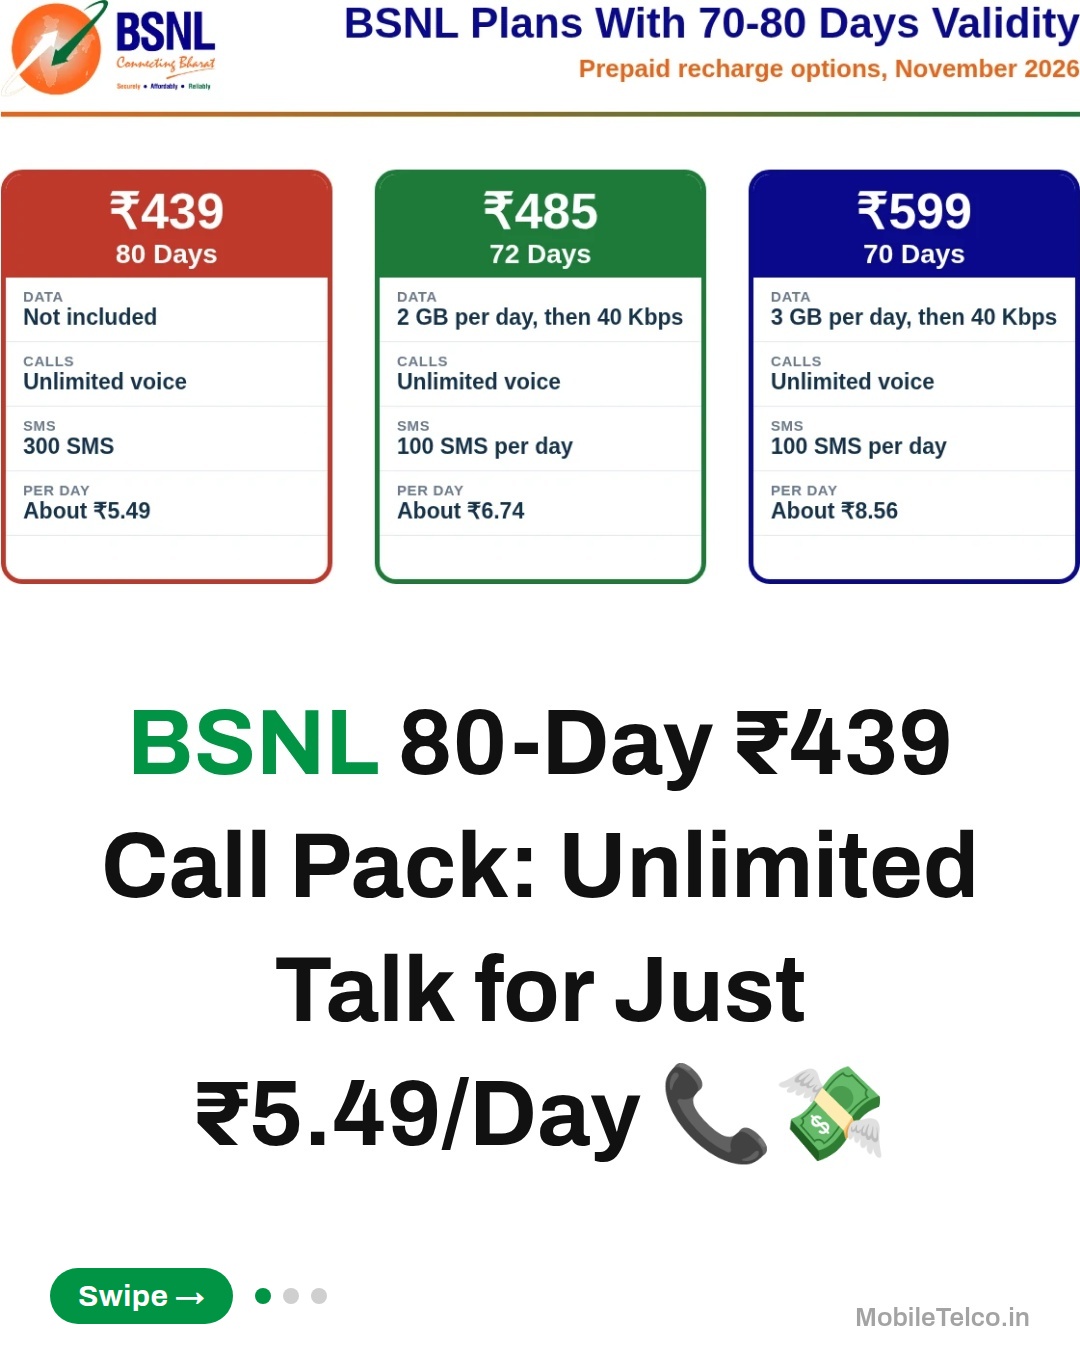 BSNL
Connecting Bharat
Securely • Affordably • Reliably
BSNL Plans With 70-80 Days Validity
Prepaid recharge options, November 2026
₹439
80 Days
DATA
Not included
CALLS
Unlimited voice
SMS
300 SMS
PER DAY
About ₹5.49
₹485
72 Days
DATA
2 GB per day, then 40 Kbps
CALLS
Unlimited voice
SMS
100 SMS per day
PER DAY
About ₹6.74
₹599
70 Days
DATA
3 GB per day, then 40 Kbps
CALLS
Unlimited voice
SMS
100 SMS per day
PER DAY
About ₹8.56
BSNL 80-Day ₹439
Call Pack: Unlimited
Talk for Just
₹5.49/Day 📞💸
Swipe →
MobileTelco.in